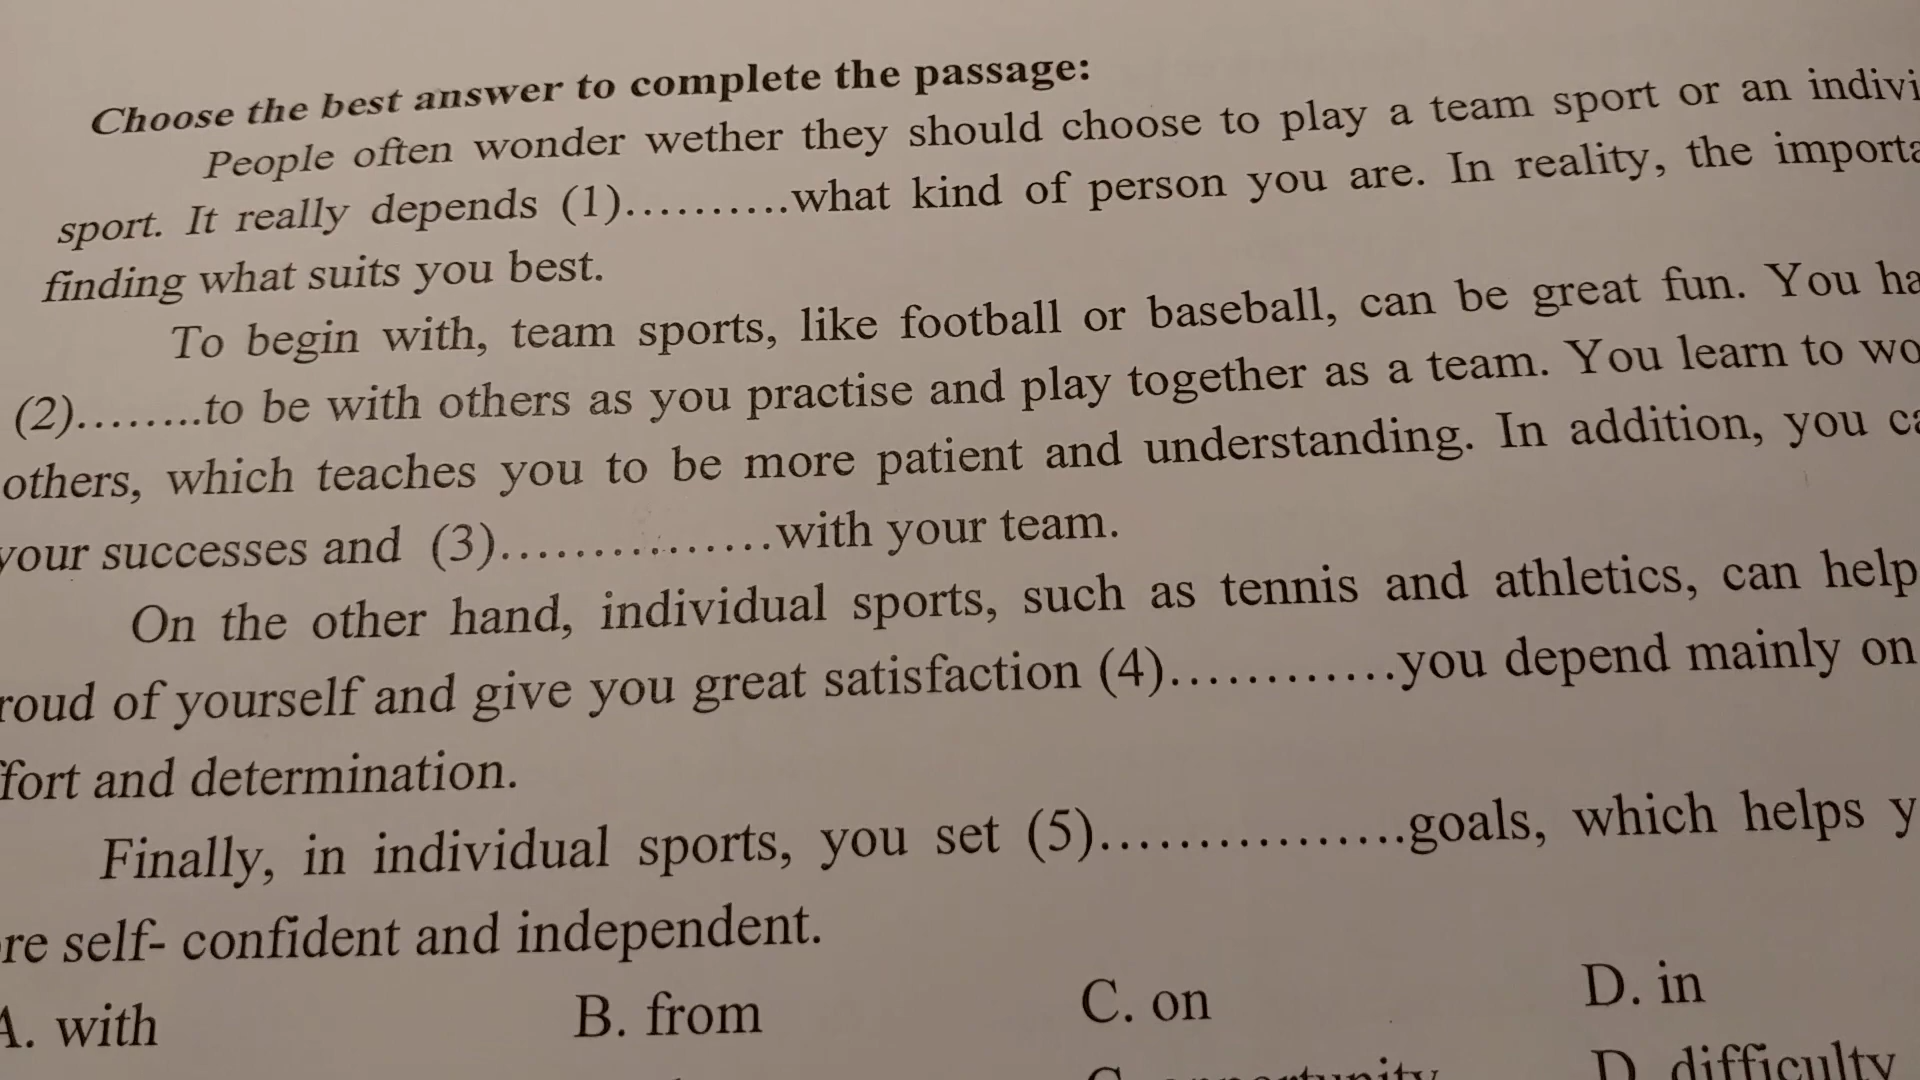 Choose the best answer to complete the passage:
People often wonder wether they should choose to play a team sport or an indivi
sport. It really depends (1)..........what kind of person you are. In reality, the importa
finding what suits you best.
To begin with, team sports, like football or baseball, can be great fun. You ha
(2)........to be with others as you practise and play together as a team. You learn to wo
others, which teaches you to be more patient and understanding. In addition, you ca
your successes and (3)...............with your team.
On the other hand, individual sports, such as tennis and athletics, can help
roud of yourself and give you great satisfaction (4)............you depend mainly on
fort and determination.
Finally, in individual sports, you set (5)................goals, which helps y
re self- confident and independent.
A. with B. from C. on D. in
D. difficulty